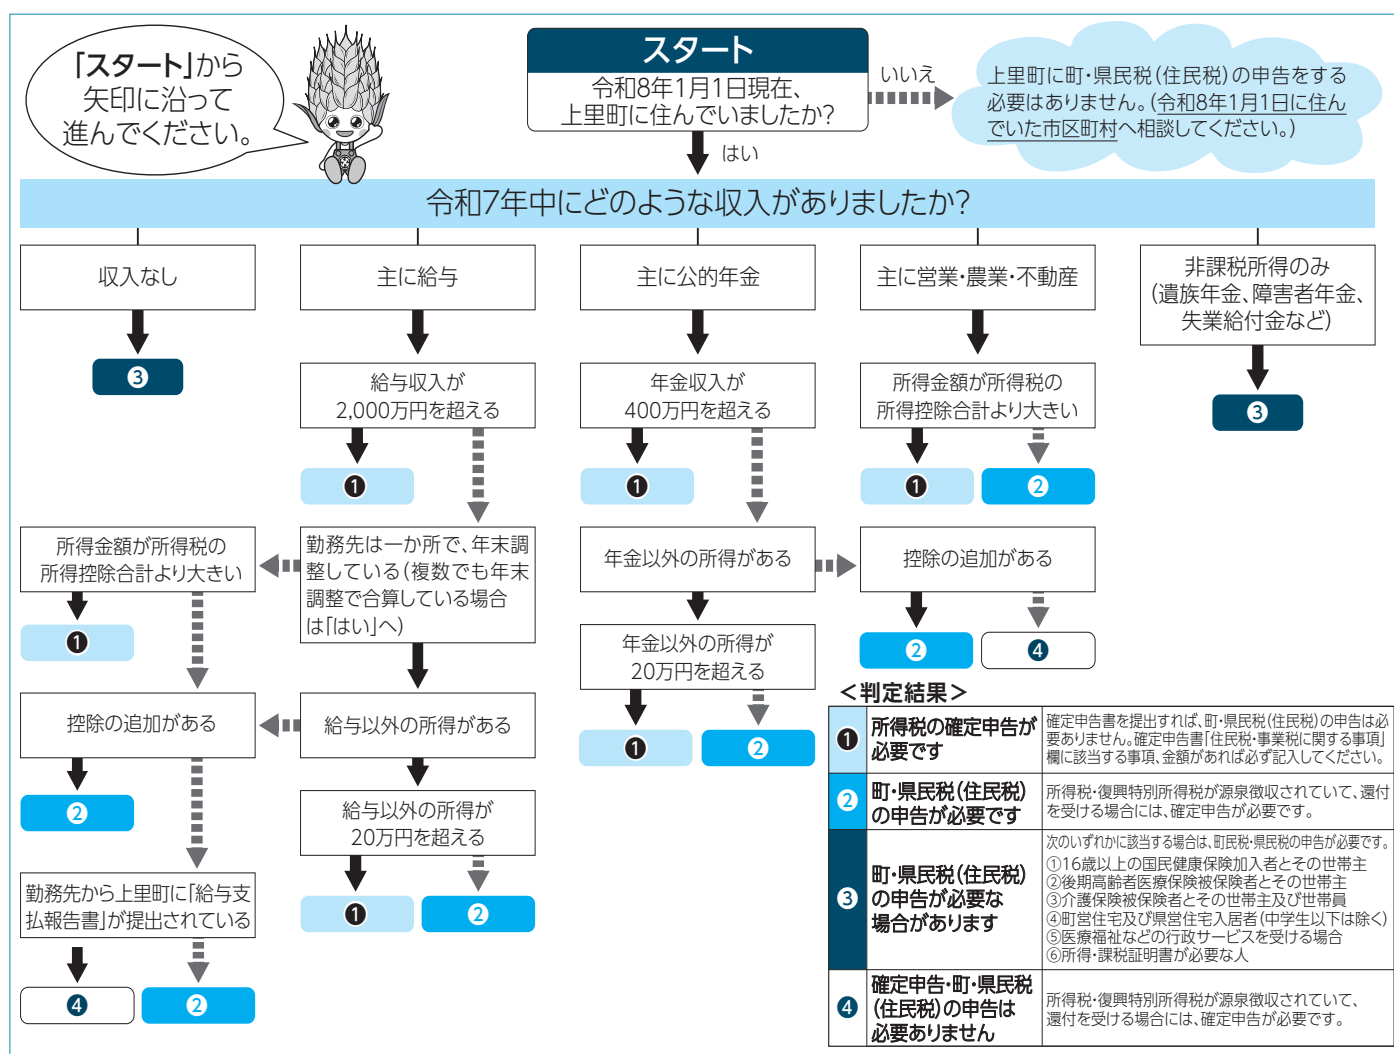 「スタート」から
矢印に沿って
進んでください。
スタート
令和8年1月1日現在、
上里町に住んでいましたか?
いいえ
上里町に町・県民税(住民税)の申告をする
必要はありません。(令和8年1月1日に住ん
でいた市区町村へ相談してください。)
はい
令和7年中にどのような収入がありましたか?
収入なし
主に給与
主に公的年金
主に営業・農業・不動産
非課税所得のみ
(遺族年金、障害者年金、
失業給付金など)
❸
給与収入が
2,000万円を超える
年金収入が
400万円を超える
所得金額が所得税の
所得控除合計より大きい
❸
❶
❶
❶
❷
所得金額が所得税の
所得控除合計より大きい
勤務先は一か所で、年末調
整している(複数でも年末
調整で合算している場合
は「はい」へ)
年金以外の所得がある
控除の追加がある
❶
年金以外の所得が
20万円を超える
❷
❹
控除の追加がある
給与以外の所得がある
❶
❷
❷
給与以外の所得が
20万円を超える
勤務先から上里町に「給与支
払報告書」が提出されている
❶
❷
❹
❷
<判定結果>
❶
所得税の確定申告が
必要です
確定申告書を提出すれば、町・県民税(住民税)の申告は必
要ありません。確定申告書「住民税・事業税に関する事項」
欄に該当する事項、金額があれば必ず記入してください。
❷
町・県民税(住民税)
の申告が必要です
所得税・復興特別所得税が源泉徴収されていて、還付
を受ける場合には、確定申告が必要です。
❸
町・県民税(住民税)
の申告が必要な
場合があります
次のいずれかに該当する場合は、町民税・県民税の申告が必要です。
①16歳以上の国民健康保険加入者とその世帯主
②後期高齢者医療保険被保険者とその世帯主
③介護保険被保険者とその世帯主及び世帯員
④町営住宅及び県営住宅入居者(中学生以下は除く)
⑤医療福祉などの行政サービスを受ける場合
⑥所得・課税証明書が必要な人
❹
確定申告・町・県民税
(住民税)の申告は
必要ありません
所得税・復興特別所得税が源泉徴収されていて、
還付を受ける場合には、確定申告が必要です。